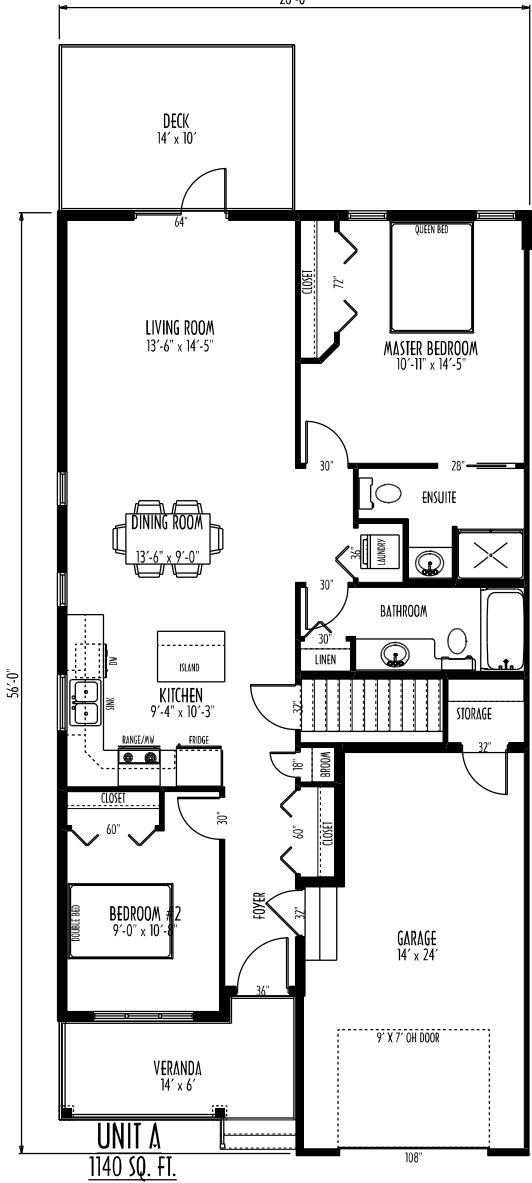 DECK
14' x 10'
64"
QUEEN BED
CLOSET
72"
LIVING ROOM
13'-6" x 14'-5"
MASTER BEDROOM
10'-11" x 14'-5"
30"
28"
ENSUITE
DINING ROOM
13'-6" x 9'-0"
36"
LAUNDRY
30"
BATHROOM
30"
LINEN
DW
ISLAND
SINK
KITCHEN
9'-4" x 10'-3"
56'-0"
32"
STORAGE
RANGE/MW
FRIDGE
32"
18"
BROOM
CLOSET
60"
30"
60"
CLOSET
DOUBLE BED
BEDROOM #2
9'-0" x 10'-8"
FOYER
32"
GARAGE
14' x 24'
36"
9' X 7' OH DOOR
VERANDA
14' x 6'
UNIT A
1140 SQ. FT.
108"